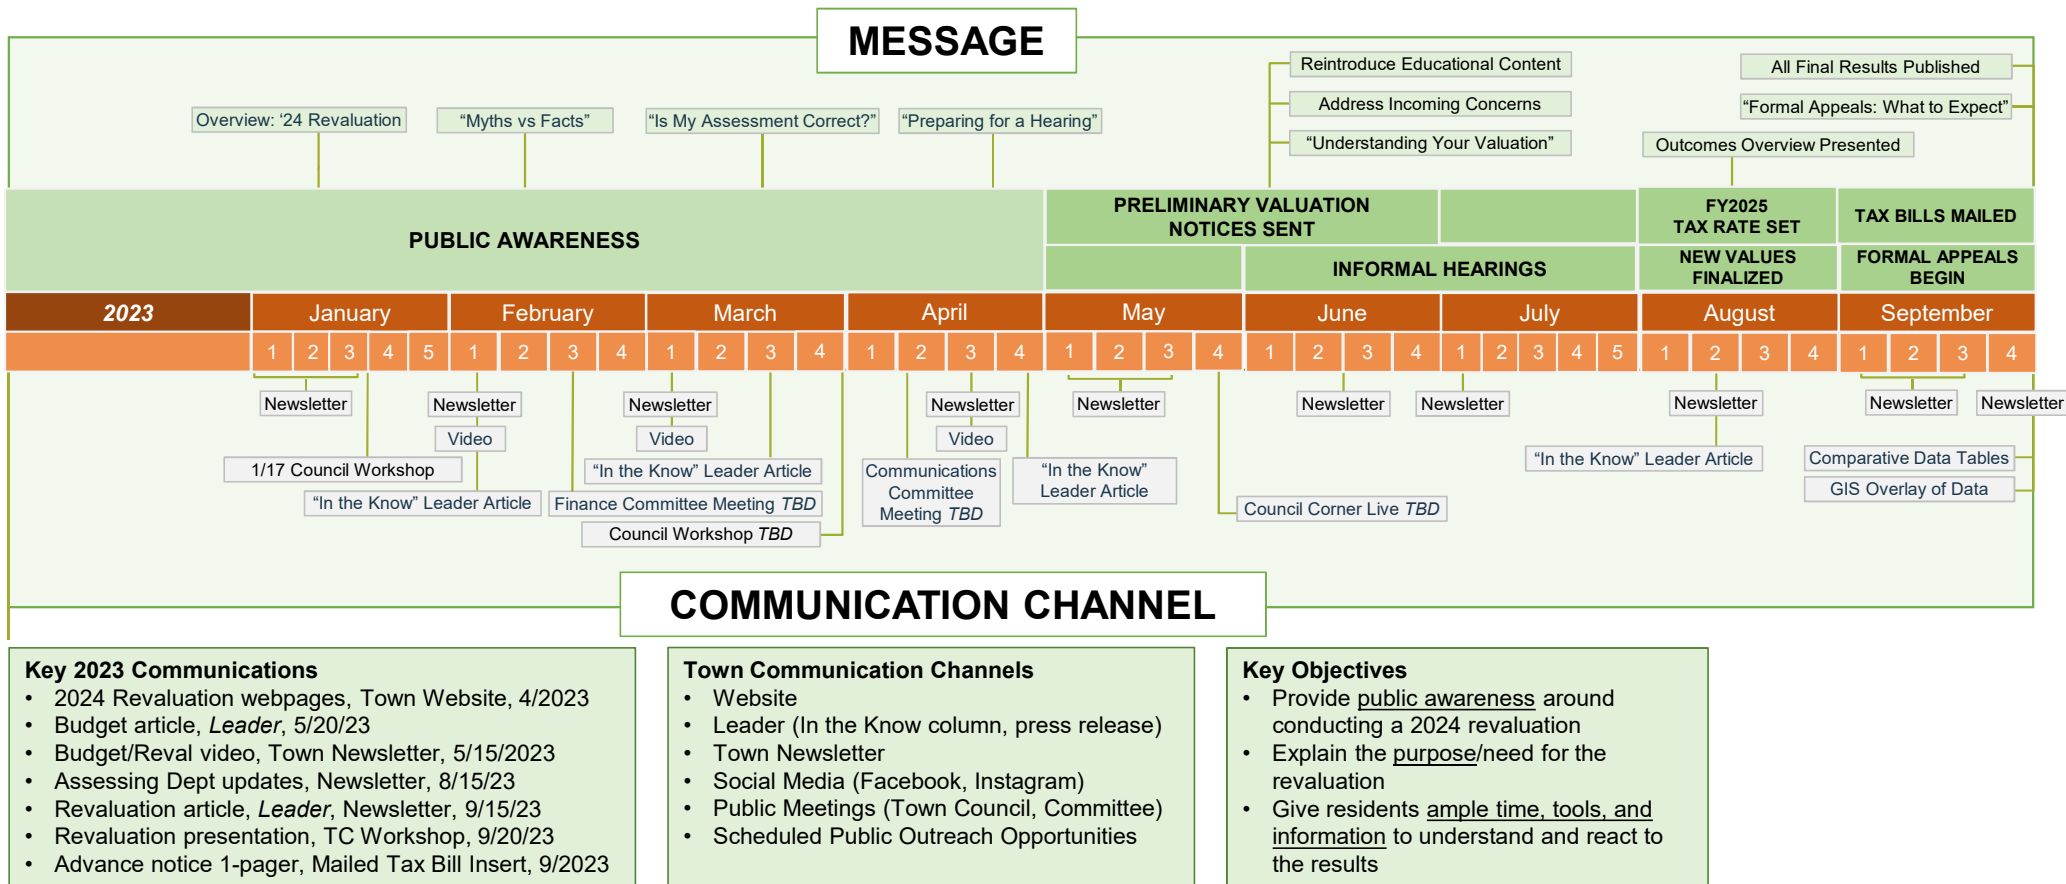 MESSAGE
Reintroduce Educational Content
All Final Results Published
Address Incoming Concerns
“Formal Appeals: What to Expect”
Overview: ‘24 Revaluation
“Myths vs Facts”
“Is My Assessment Correct?”
“Preparing for a Hearing”
“Understanding Your Valuation”
Outcomes Overview Presented
PUBLIC AWARENESS
PRELIMINARY VALUATION
NOTICES SENT
FY2025
TAX RATE SET
TAX BILLS MAILED
INFORMAL HEARINGS
NEW VALUES
FINALIZED
FORMAL APPEALS
BEGIN
2023 January February March April May June July August September
1 2 3 4 5 1 2 3 4 1 2 3 4 1 2 3 4 1 2 3 4 1 2 3 4 1 2 3 4 5 1 2 3 4 1 2 3 4
Newsletter Newsletter Newsletter Newsletter Newsletter Newsletter Newsletter Newsletter Newsletter Newsletter
Video Video Video
1/17 Council Workshop
“In the Know” Leader Article
“In the Know” Leader Article
Finance Committee Meeting TBD
Council Workshop TBD
Communications
Committee
Meeting TBD
“In the Know”
Leader Article
Council Corner Live TBD
“In the Know” Leader Article
Comparative Data Tables
GIS Overlay of Data
COMMUNICATION CHANNEL
Key 2023 Communications
• 2024 Revaluation webpages, Town Website, 4/2023
• Budget article, Leader, 5/20/23
• Budget/Reval video, Town Newsletter, 5/15/2023
• Assessing Dept updates, Newsletter, 8/15/23
• Revaluation article, Leader, Newsletter, 9/15/23
• Revaluation presentation, TC Workshop, 9/20/23
• Advance notice 1-pager, Mailed Tax Bill Insert, 9/2023
Town Communication Channels
• Website
• Leader (In the Know column, press release)
• Town Newsletter
• Social Media (Facebook, Instagram)
• Public Meetings (Town Council, Committee)
• Scheduled Public Outreach Opportunities
Key Objectives
• Provide public awareness around
conducting a 2024 revaluation
• Explain the purpose/need for the
revaluation
• Give residents ample time, tools, and
information to understand and react to
the results